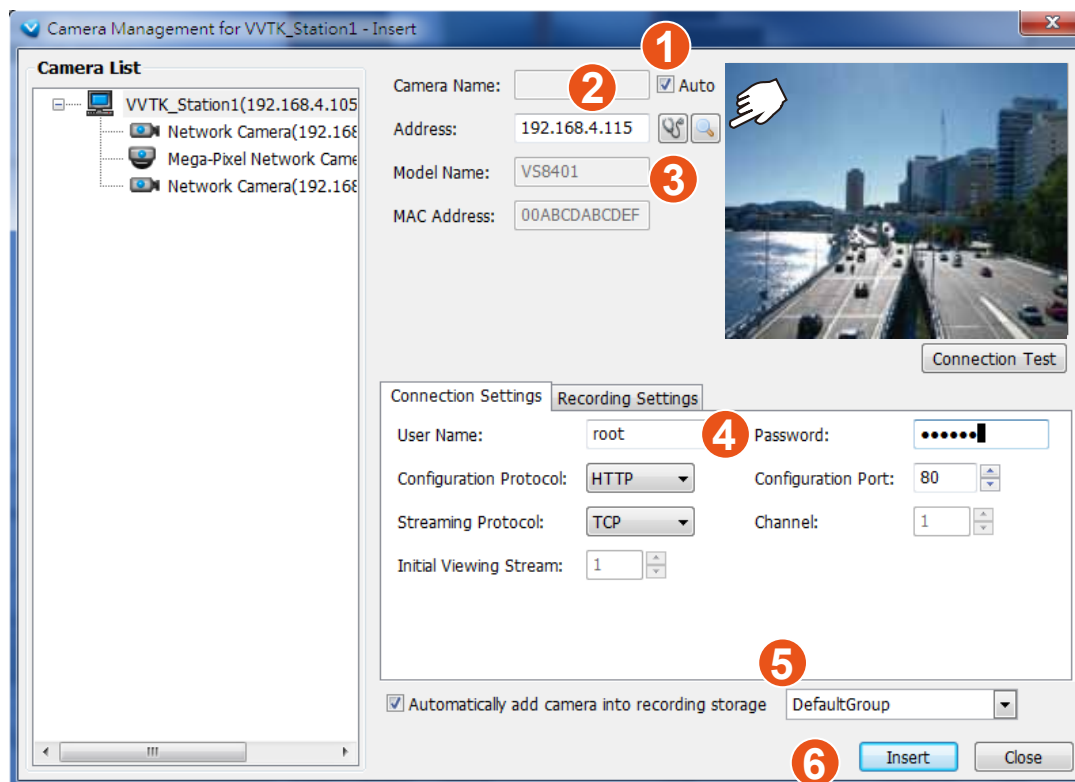 Camera Management for VVTK_Station1 - Insert
x
1
Camera List
2
Camera Name:
Auto
VVTK_Station1(192.168.4.105
Address:
192.168.4.115
Network Camera(192.168
Mega-Pixel Network Came
Model Name:
VS8401
3
Network Camera(192.168
MAC Address:
00ABCDABCDEF
Connection Test
Connection Settings
Recording Settings
User Name:
root
4
Password:
●●●●●●
Configuration Protocol:
HTTP
Configuration Port:
80
Streaming Protocol:
TCP
Channel:
1
Initial Viewing Stream:
1
5
Automatically add camera into recording storage
DefaultGroup
6
Insert
Close